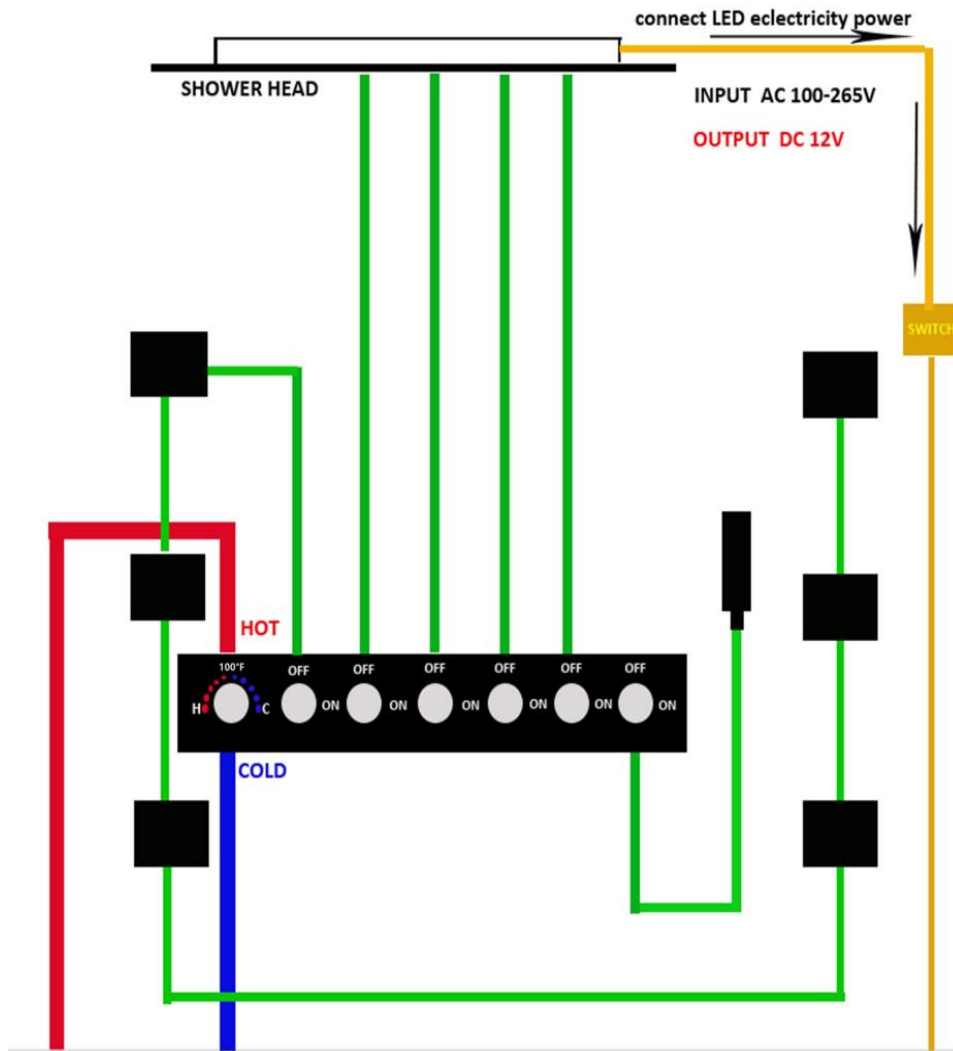 connect LED eclectricity power
SHOWER HEAD
INPUT AC 100-265V
OUTPUT DC 12V
SWITCH
HOT
100°F
OFF OFF OFF OFF OFF OFF
H C ON ON ON ON ON ON
COLD